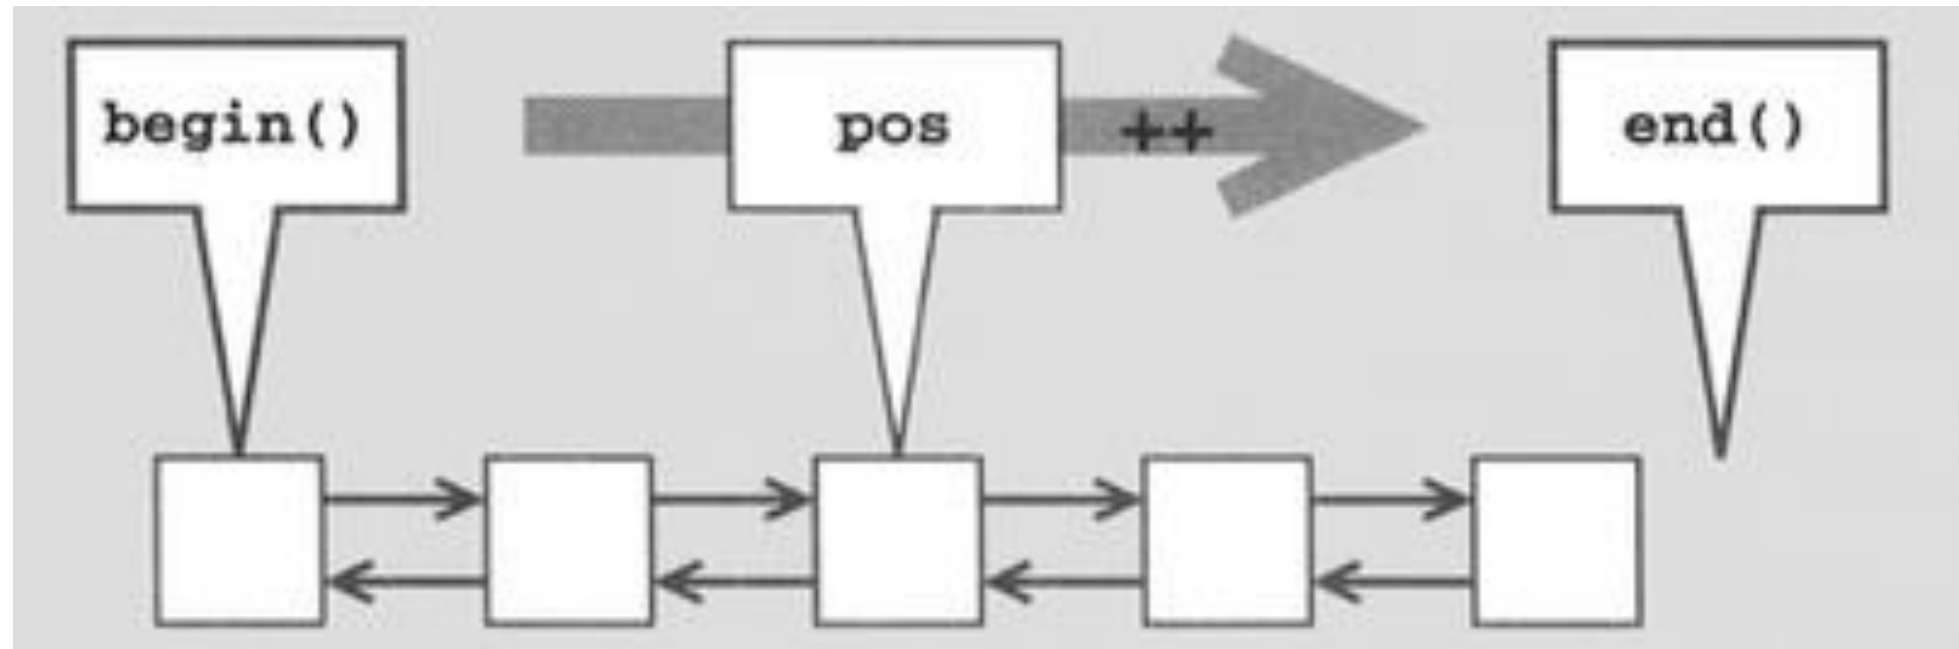 begin()
pos
++
end()